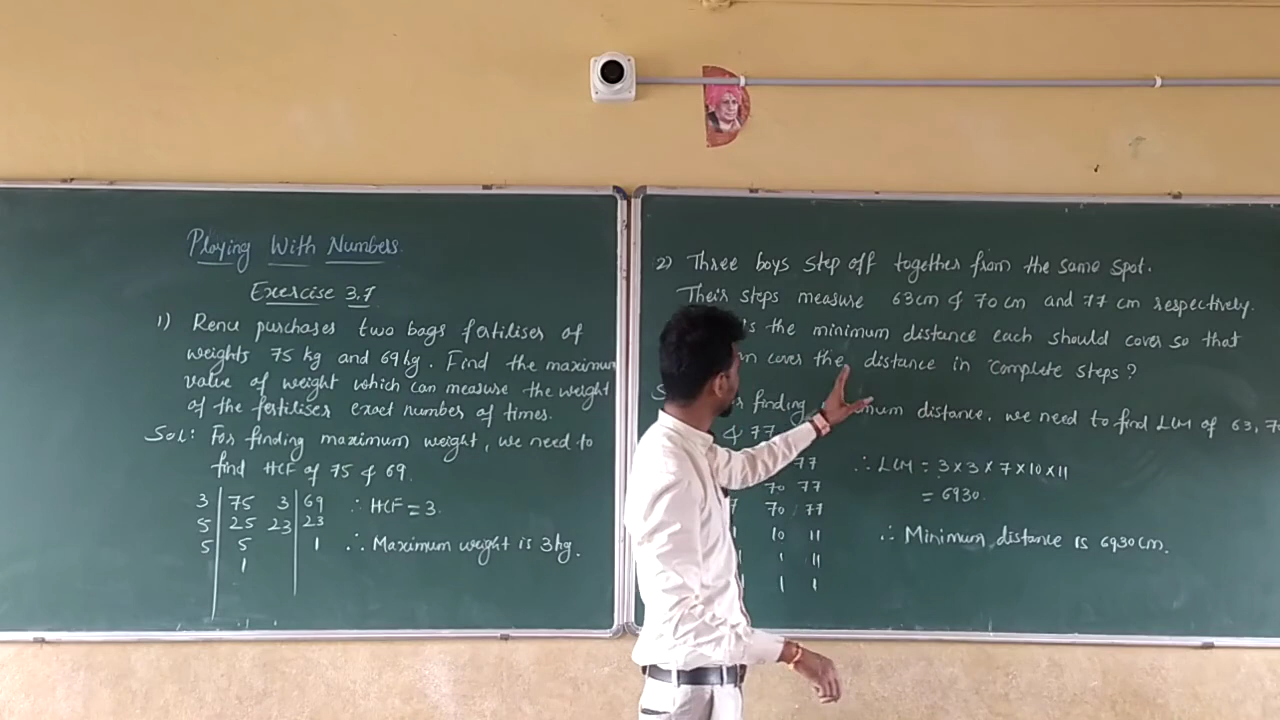 Playing With Numbers
Exercise 3.7
1) Renu purchases two bags fertiliser of
weights 75 kg and 69 kg. Find the maximum
value of weight which can measure the weight
of the fertiliser exact number of times.
Sol: For finding maximum weight, we need to
find HCF of 75 & 69.
3 75 3 69 ∴ HCF = 3.
5 25 23 23
5 5 1 ∴ Maximum weight is 3 kg.
1
2) Three boys step off together from the same spot.
Their steps measure 63 cm & 70 cm and 77 cm respectively.
the minimum distance each should cover so that
cover the distance in complete steps?
finding distance, we need to find LCM of 63,
& 77
77 ∴ LCM = 3×3×7×10×11
70 77 = 6930.
70 77
10 11 ∴ Minimum distance is 6930 cm.
1 11
1 1